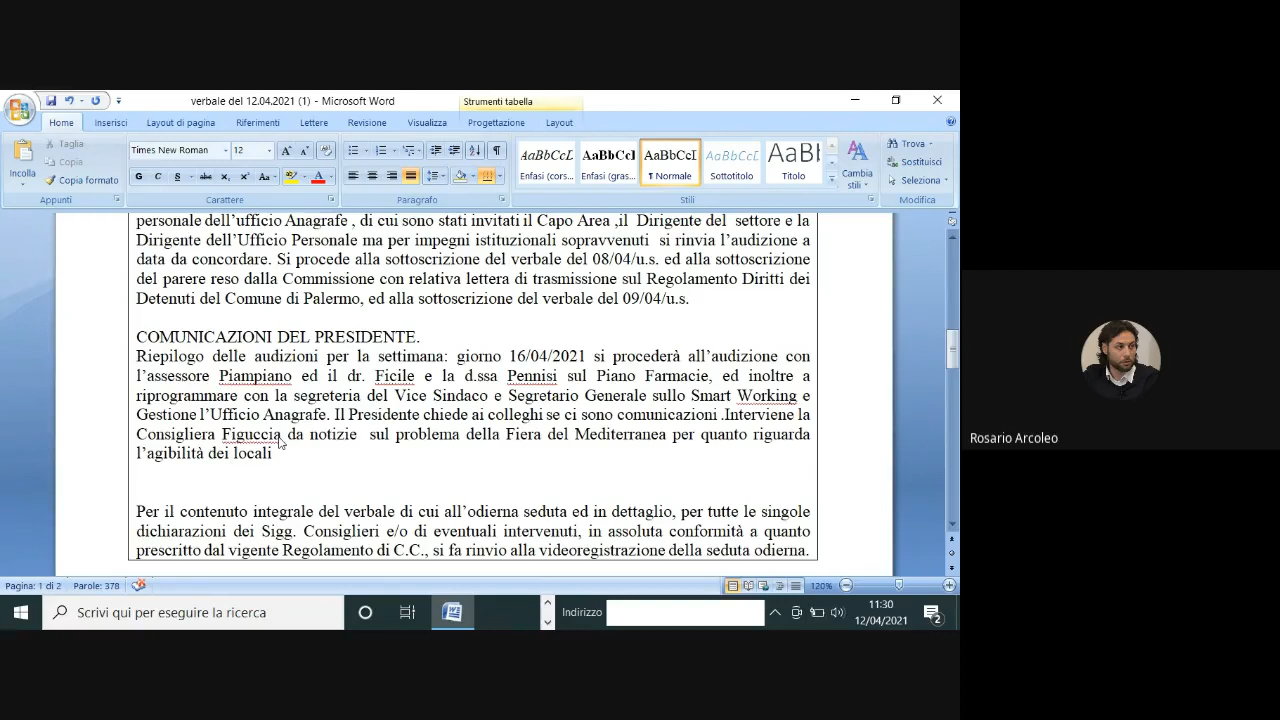 verbale del 12.04.2021 (1) - Microsoft Word
Strumenti tabella
Home Inserisci Layout di pagina Riferimenti Lettere Revisione Visualizza Progettazione Layout
Incolla
Taglia
Copia
Copia formato
Appunti
Times New Roman 12
G C S abc x₂ x² Aa
Carattere
Paragrafo
AaBbCcL AaBbCcI AaBbCcI AaBbCcL AaBl
Enfasi (cors... Enfasi (gras... ¶ Normale Sottotitolo Titolo
Cambia stili
Stili
Trova
Sostituisci
Seleziona
Modifica
personale dell’ufficio Anagrafe , di cui sono stati invitati il Capo Area ,il Dirigente del settore e la
Dirigente dell’Ufficio Personale ma per impegni istituzionali sopravvenuti si rinvia l’audizione a
data da concordare. Si procede alla sottoscrizione del verbale del 08/04/u.s. ed alla sottoscrizione
del parere reso dalla Commissione con relativa lettera di trasmissione sul Regolamento Diritti dei
Detenuti del Comune di Palermo, ed alla sottoscrizione del verbale del 09/04/u.s.
COMUNICAZIONI DEL PRESIDENTE.
Riepilogo delle audizioni per la settimana: giorno 16/04/2021 si procederà all’audizione con
l’assessore Piampiano ed il dr. Ficile e la d.ssa Pennisi sul Piano Farmacie, ed inoltre a
riprogrammare con la segreteria del Vice Sindaco e Segretario Generale sullo Smart Working e
Gestione l’Ufficio Anagrafe. Il Presidente chiede ai colleghi se ci sono comunicazioni .Interviene la
Consigliera Figuccia da notizie sul problema della Fiera del Mediterranea per quanto riguarda
l’agibilità dei locali
Per il contenuto integrale del verbale di cui all’odierna seduta ed in dettaglio, per tutte le singole
dichiarazioni dei Sigg. Consiglieri e/o di eventuali intervenuti, in assoluta conformità a quanto
prescritto dal vigente Regolamento di C.C., si fa rinvio alla videoregistrazione della seduta odierna.
Pagina: 1 di 2 Parole: 378 120%
Scrivi qui per eseguire la ricerca
Indirizzo
11:30
12/04/2021
2
Rosario Arcoleo